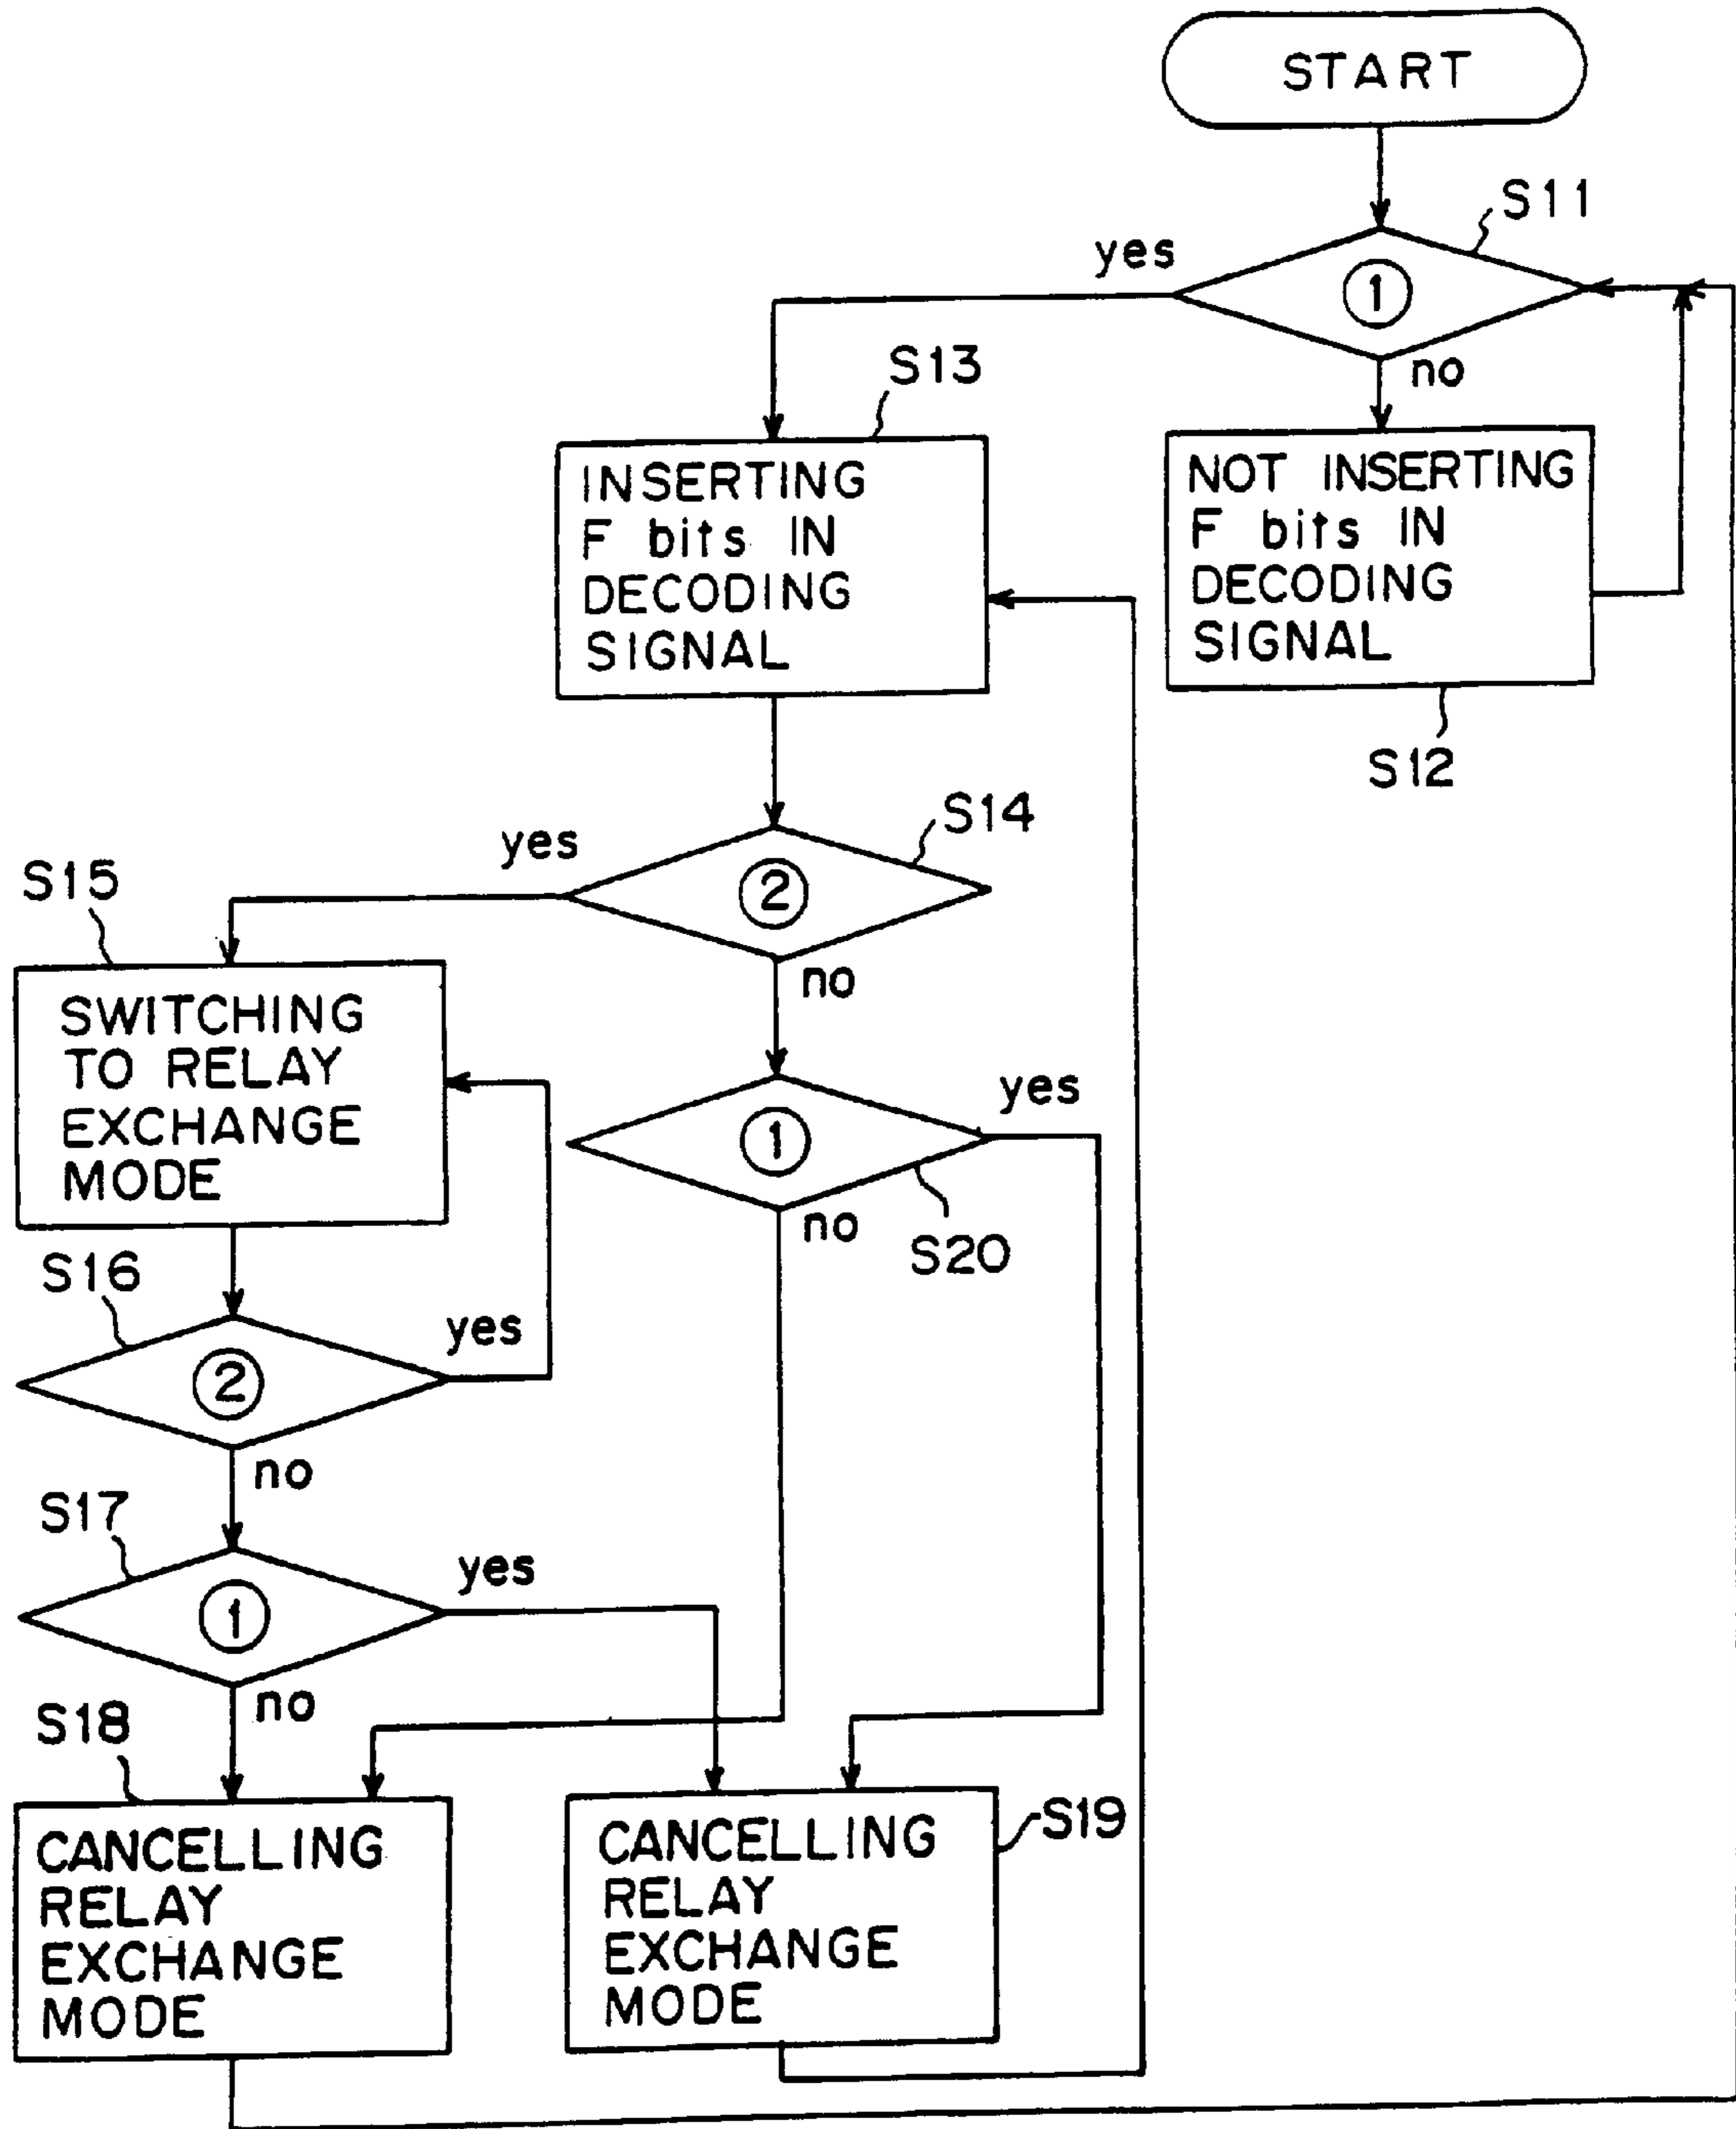 START
S11
yes
①
no
S13
INSERTING
F bits IN
DECODING
SIGNAL
NOT INSERTING
F bits IN
DECODING
SIGNAL
S12
S14
yes
②
no
S15
SWITCHING
TO RELAY
EXCHANGE
MODE
yes
①
no
S20
S16
yes
②
no
S17
yes
①
no
S18
CANCELLING
RELAY
EXCHANGE
MODE
CANCELLING
RELAY
EXCHANGE
MODE
S19